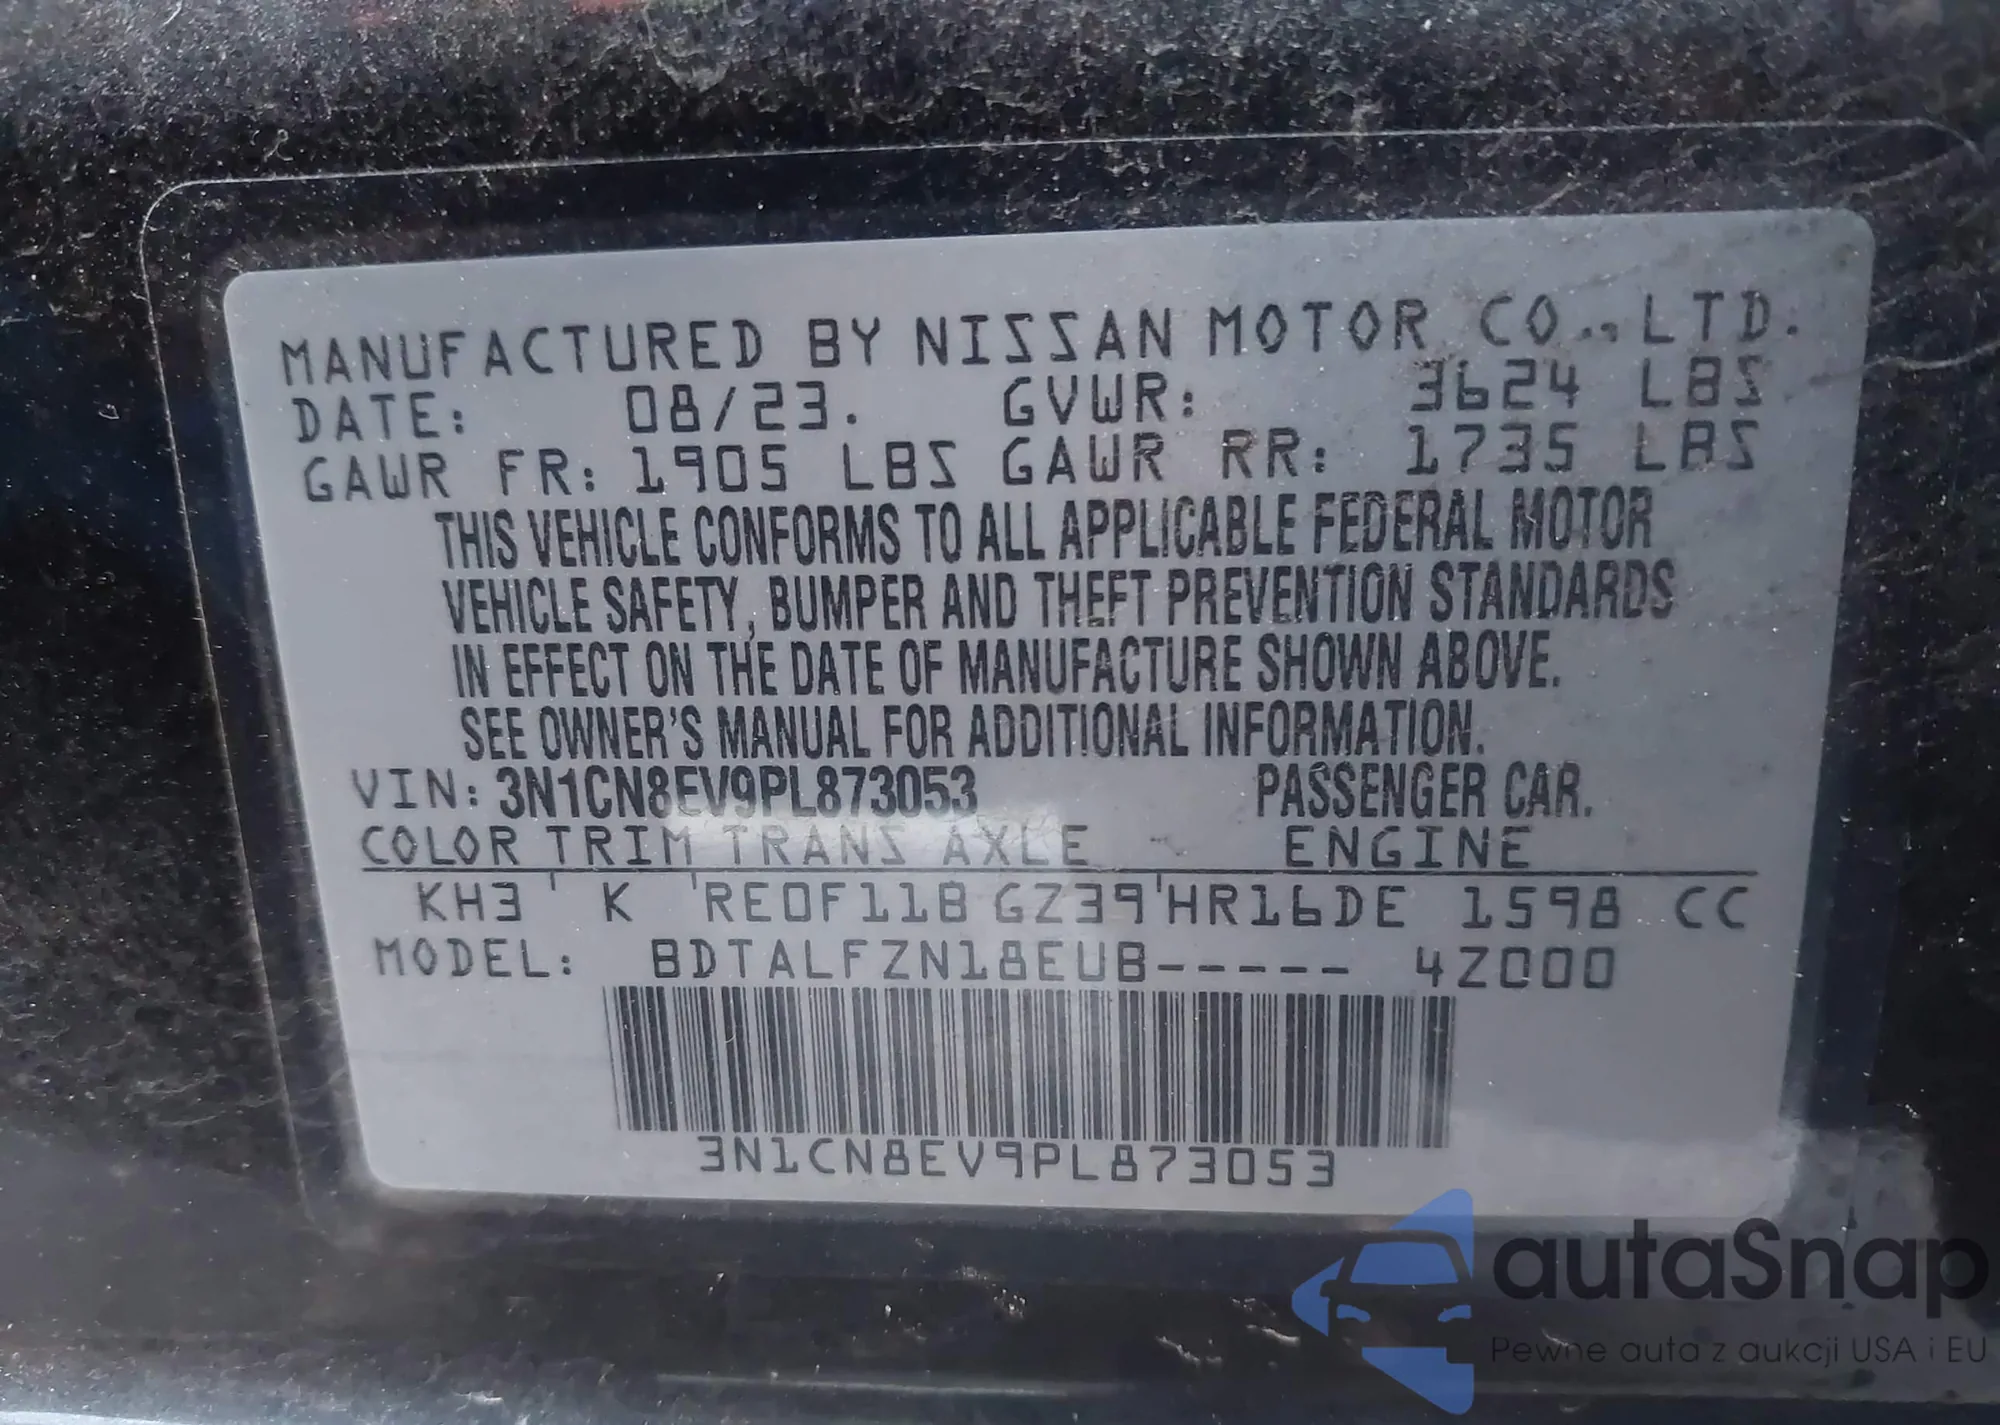 MANUFACTURED BY NISSAN MOTOR CO., LTD.
DATE: 08/23. GVWR: 3624 LBS
GAWR FR: 1905 LBS GAWR RR: 1735 LBS
THIS VEHICLE CONFORMS TO ALL APPLICABLE FEDERAL MOTOR
VEHICLE SAFETY, BUMPER AND THEFT PREVENTION STANDARDS
IN EFFECT ON THE DATE OF MANUFACTURE SHOWN ABOVE.
SEE OWNER'S MANUAL FOR ADDITIONAL INFORMATION.
VIN: 3N1CN8EV9PL873053 PASSENGER CAR.
COLOR TRIM TRANS AXLE ENGINE
KH3 ' K 'RE0F11B GZ39'HR16DE 1598 CC
MODEL: BDTALFZN18EUB----- 4Z000
3N1CN8EV9PL873053
autaSnap
Pewne auta z aukcji USA i EU